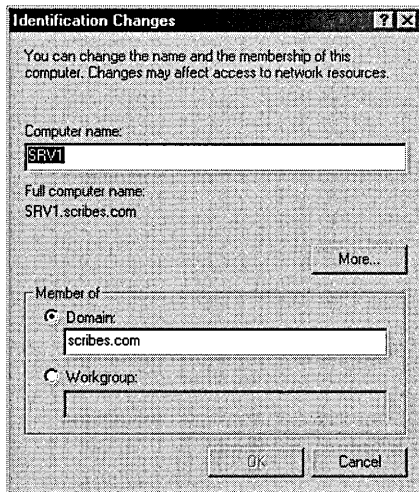 Identification Changes
You can change the name and the membership of this
computer. Changes may affect access to network resources.
Computer name:
SRV1
Full computer name:
SRV1.scribes.com
More...
Member of
Domain:
scribes.com
Workgroup:
OK
Cancel